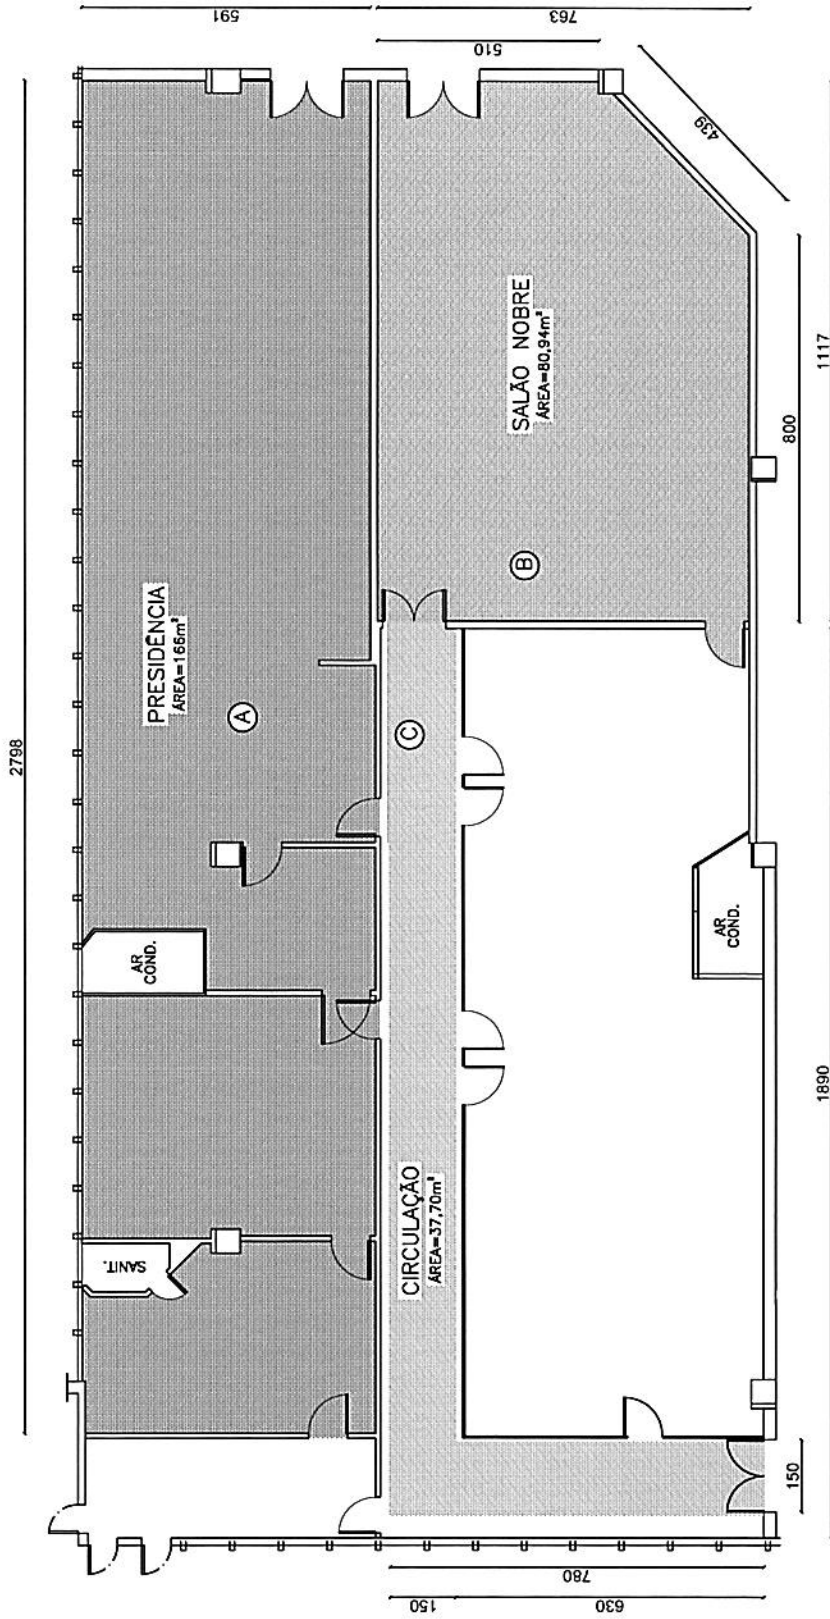 591
763
510
439
2798
PRESIDÊNCIA
ÁREA=166m²
A
SALÃO NOBRE
ÁREA=80,94m²
B
C
800
1117
AR
COND.
AR
COND.
SANIT.
CIRCULAÇÃO
ÁREA=37,70m²
1890
150
780
150
630